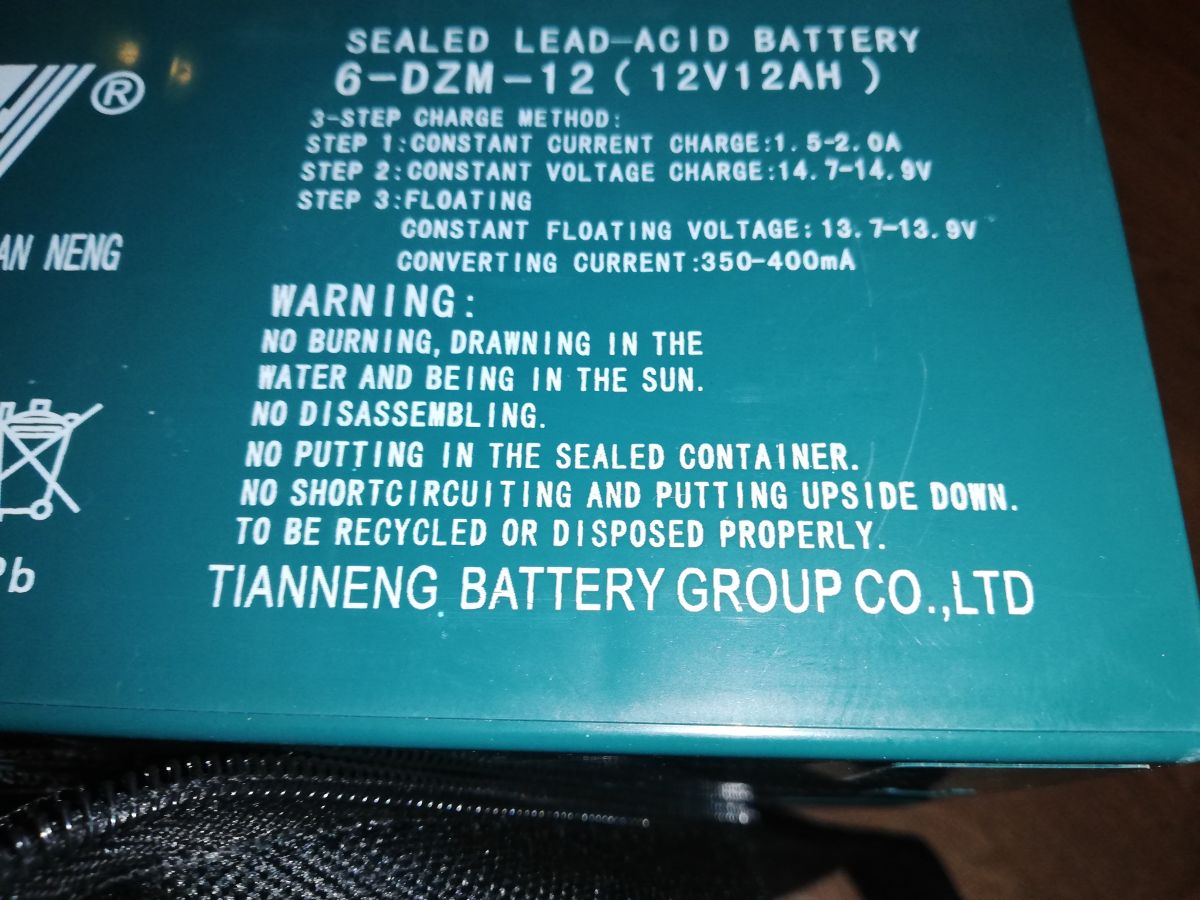 SEALED LEAD-ACID BATTERY
6-DZM-12 ( 12V12AH )
®
3-STEP CHARGE METHOD:
STEP 1:CONSTANT CURRENT CHARGE:1.5-2.0A
STEP 2:CONSTANT VOLTAGE CHARGE:14.7-14.9V
STEP 3:FLOATING
CONSTANT FLOATING VOLTAGE:13.7-13.9V
AN NENG
CONVERTING CURRENT:350-400mA
WARNING:
NO BURNING, DRAWNING IN THE
WATER AND BEING IN THE SUN.
NO DISASSEMBLING.
NO PUTTING IN THE SEALED CONTAINER.
NO SHORTCIRCUITING AND PUTTING UPSIDE DOWN.
TO BE RECYCLED OR DISPOSED PROPERLY.
Pb
TIANNENG BATTERY GROUP CO.,LTD